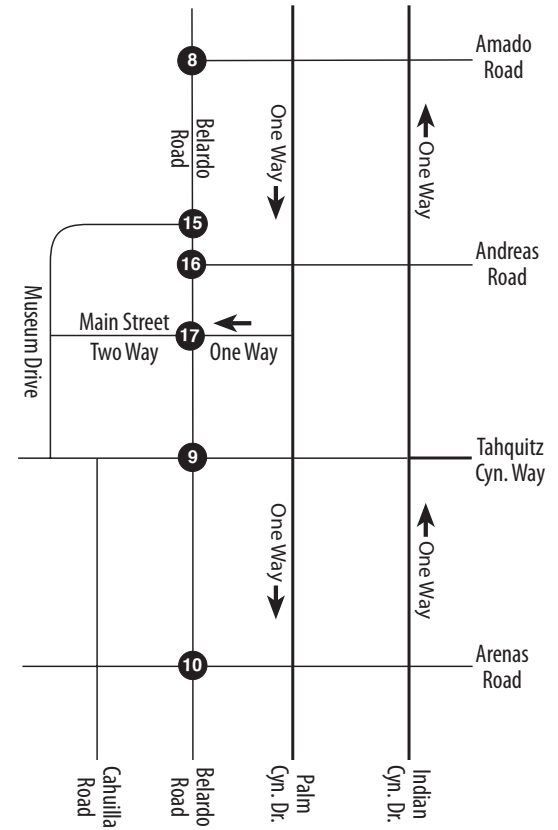 Amado
Road
8
One Way
One Way
Belardo
Road
15
16
Andreas
Road
Museum Drive
Main Street
17
Two Way
One Way
9
Tahquitz
Cyn. Way
One Way
One Way
10
Arenas
Road
Cahuilla
Road
Belardo
Road
Palm
Cyn. Dr.
Indian
Cyn. Dr.